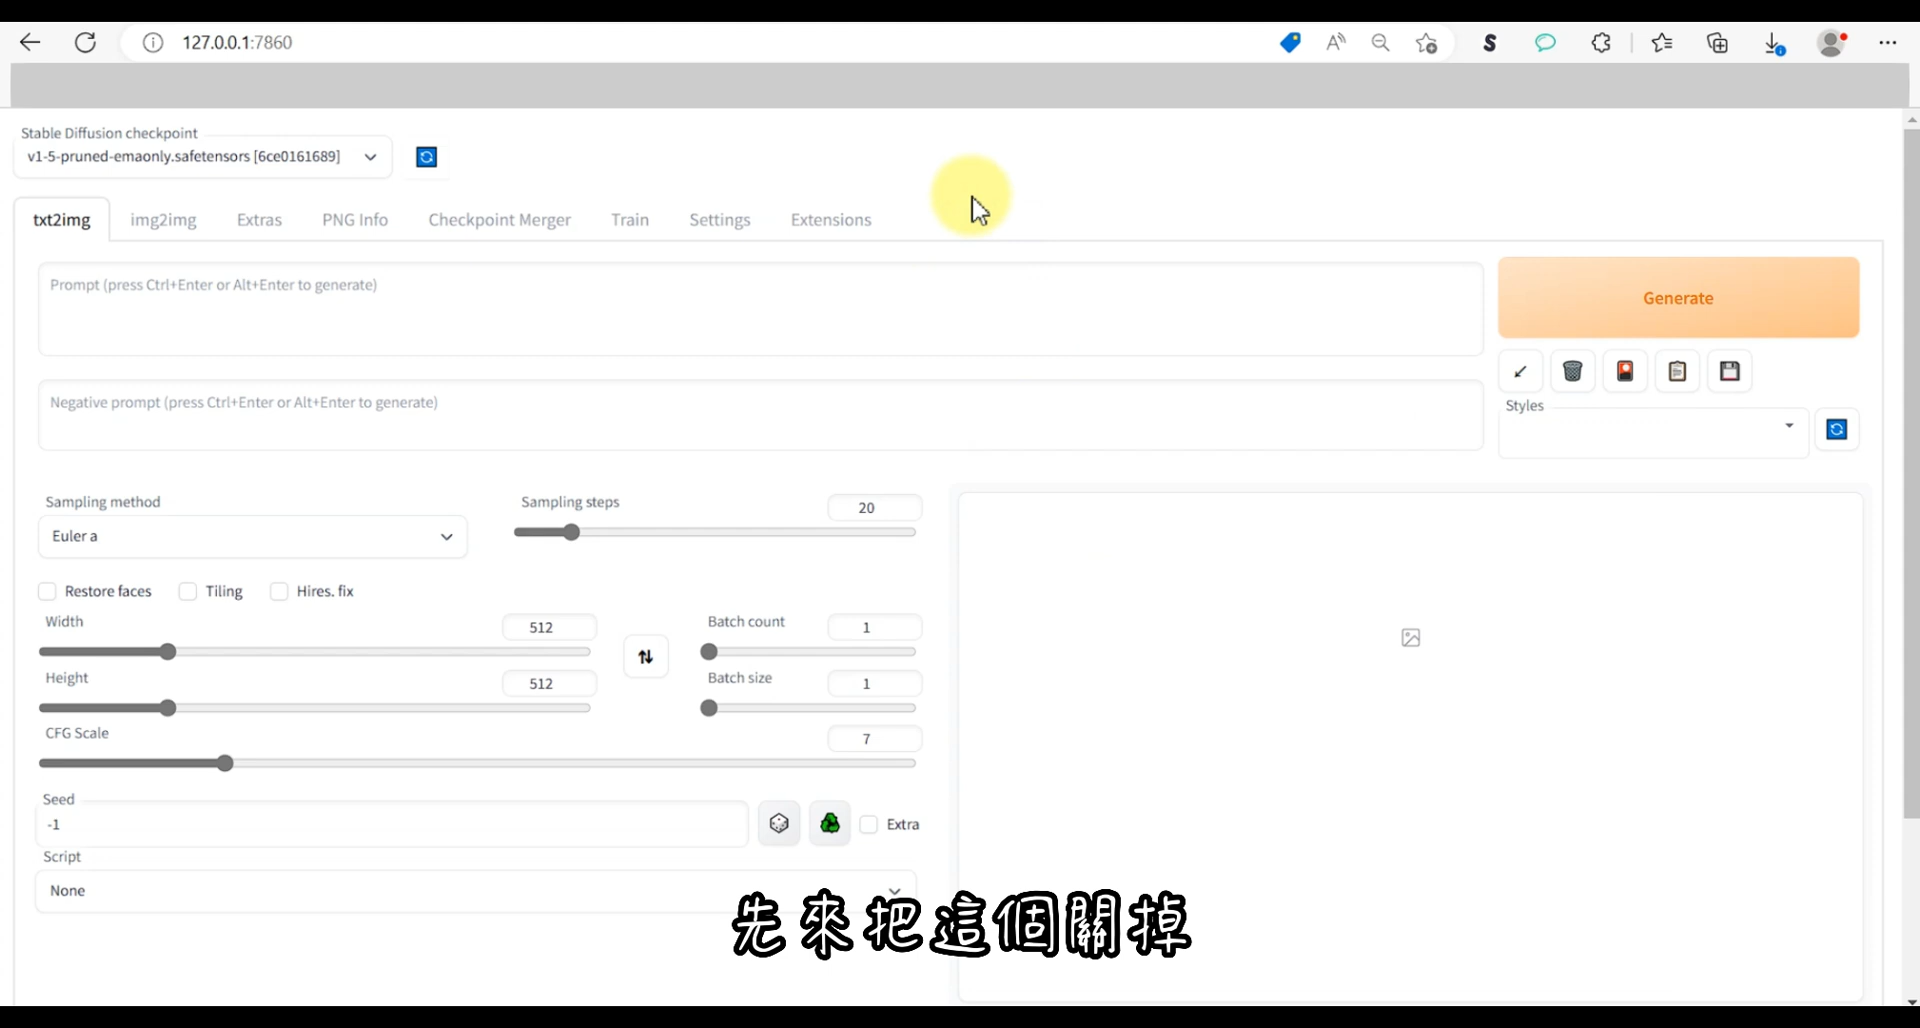 127.0.0.1:7860
Stable Diffusion checkpoint
v1-5-pruned-emaonly.safetensors [6ce0161689]
txt2img
img2img
Extras
PNG Info
Checkpoint Merger
Train
Settings
Extensions
Prompt (press Ctrl+Enter or Alt+Enter to generate)
Generate
Negative prompt (press Ctrl+Enter or Alt+Enter to generate)
Styles
Sampling method
Euler a
Sampling steps
20
Restore faces
Tiling
Hires. fix
Width
512
Batch count
1
Height
512
Batch size
1
CFG Scale
7
Seed
-1
Extra
Script
None
先來把這個關掉